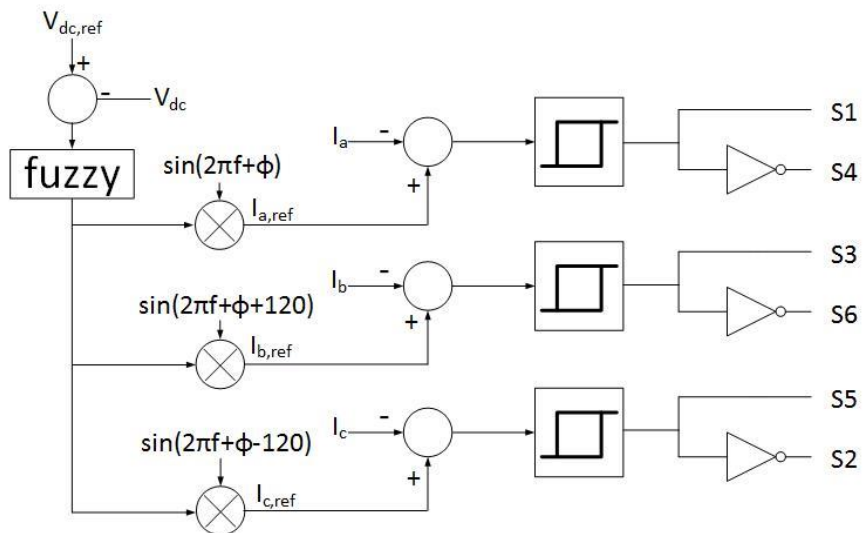 V_dc,ref
+
-
V_dc
fuzzy
sin(2πf+ϕ)
I_a,ref
I_a
-
+
S1
S4
sin(2πf+ϕ+120)
I_b,ref
I_b
-
+
S3
S6
sin(2πf+ϕ-120)
I_c,ref
I_c
-
+
S5
S2